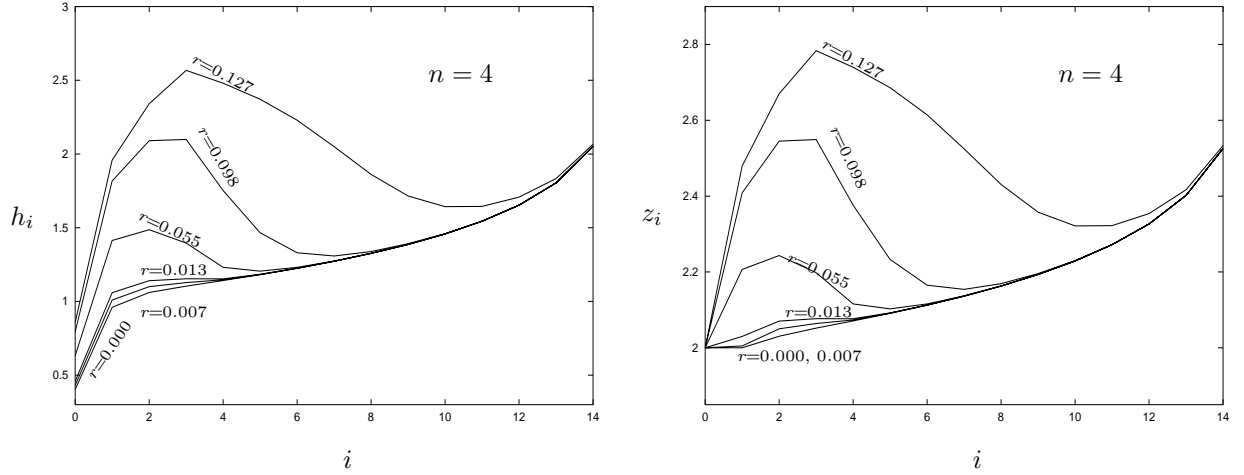 3
2.5
2
1.5
1
0.5
0
2
4
6
8
10
12
14
h_i
i
n = 4
r=0.127
r=0.098
r=0.055
r=0.013
r=0.007
r=0.000
2.8
2.6
2.4
2.2
2
0
2
4
6
8
10
12
14
z_i
i
n = 4
r=0.127
r=0.098
r=0.055
r=0.013
r=0.000, 0.007